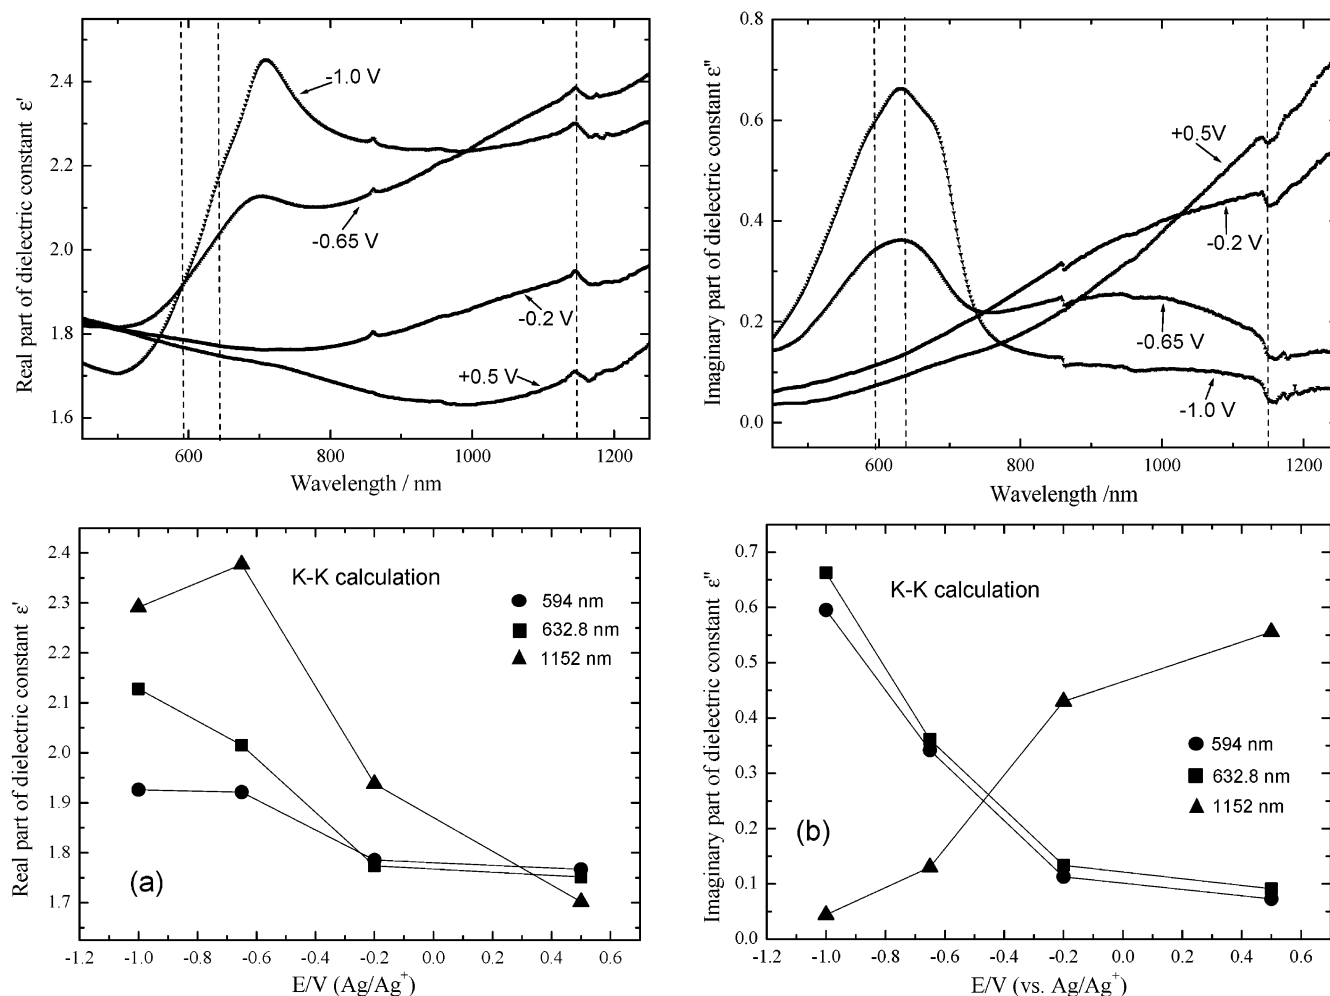 Real part of dielectric constant ε'
2.4
2.2
2.0
1.8
1.6
-1.0 V
-0.65 V
-0.2 V
+0.5 V
600
800
1000
1200
Wavelength / nm
Imaginary part of dielectric constant ε"
0.8
0.6
0.4
0.2
0.0
+0.5V
-0.2 V
-0.65 V
-1.0 V
600
800
1000
1200
Wavelength /nm
Real part of dielectric constant ε'
2.4
2.3
2.2
2.1
2.0
1.9
1.8
1.7
K-K calculation
594 nm
632.8 nm
1152 nm
(a)
-1.2 -1.0 -0.8 -0.6 -0.4 -0.2 0.0 0.2 0.4 0.6
E/V (Ag/Ag⁺)
Imaginary part of dielectric constant ε"
0.7
0.6
0.5
0.4
0.3
0.2
0.1
0.0
K-K calculation
594 nm
632.8 nm
1152 nm
(b)
-1.2 -1.0 -0.8 -0.6 -0.4 -0.2 0.0 0.2 0.4 0.6
E/V (vs. Ag/Ag⁺)